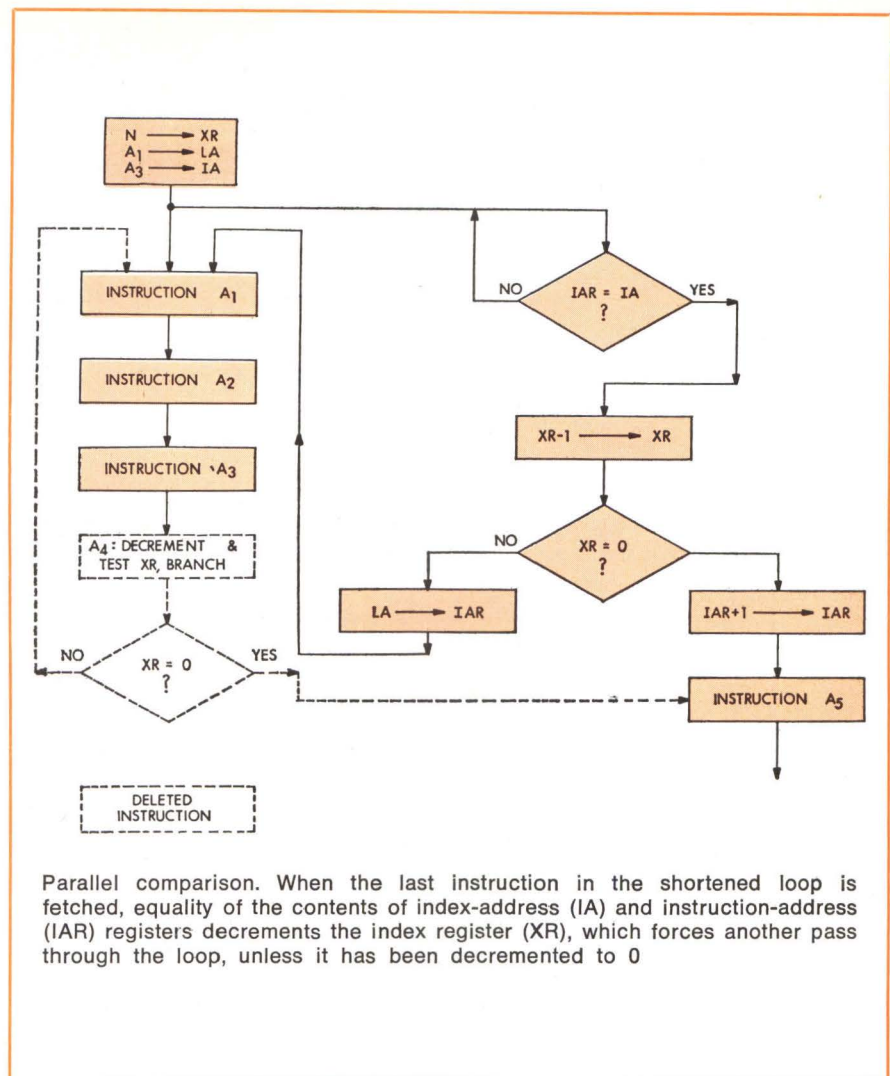 N ⟶ XR
A1 ⟶ LA
A3 ⟶ IA
INSTRUCTION A1
INSTRUCTION A2
INSTRUCTION A3
A4: DECREMENT &
TEST XR, BRANCH
NO
XR = 0
?
YES
DELETED
INSTRUCTION
NO
IAR = IA
?
YES
XR-1 ⟶ XR
NO
XR = 0
?
LA ⟶ IAR
IAR+1 ⟶ IAR
INSTRUCTION A5
Parallel comparison. When the last instruction in the shortened loop is
fetched, equality of the contents of index-address (IA) and instruction-address
(IAR) registers decrements the index register (XR), which forces another pass
through the loop, unless it has been decremented to 0